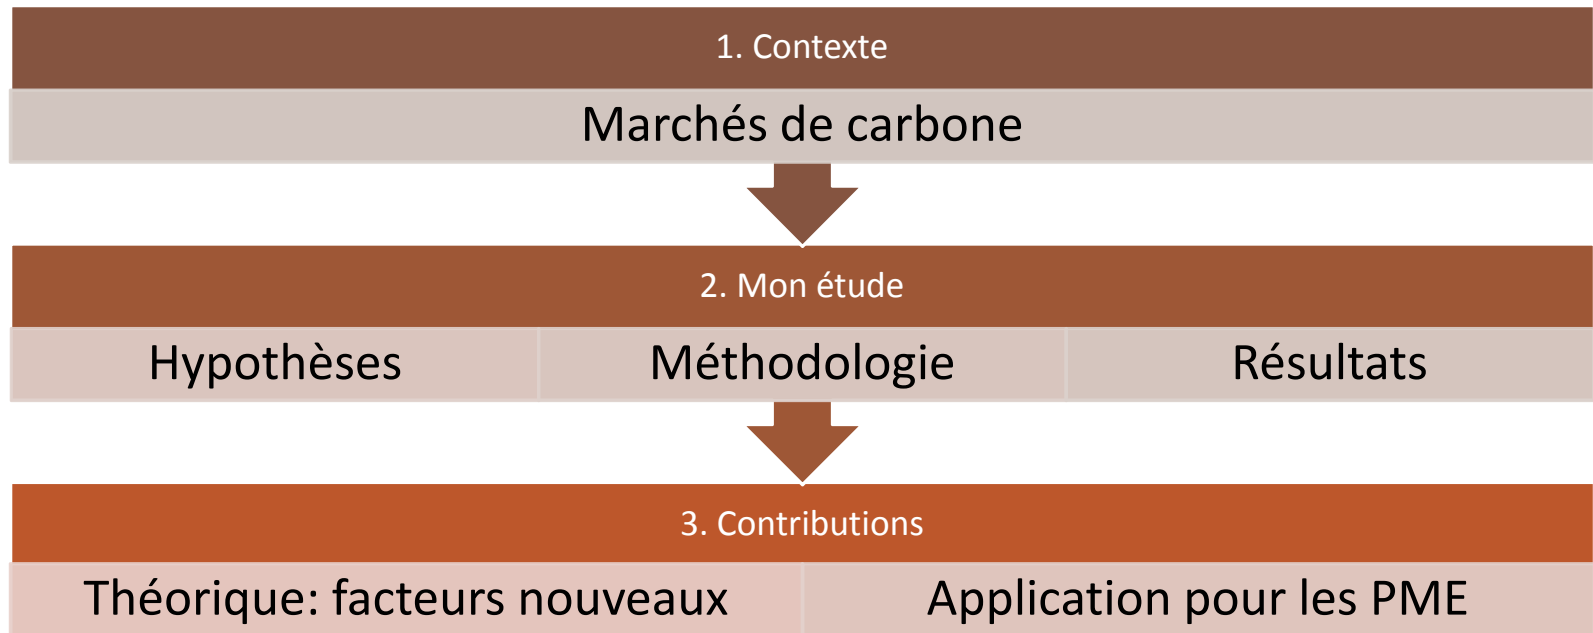 1. Contexte
Marchés de carbone
2. Mon étude
Hypothèses
Méthodologie
Résultats
3. Contributions
Théorique: facteurs nouveaux
Application pour les PME